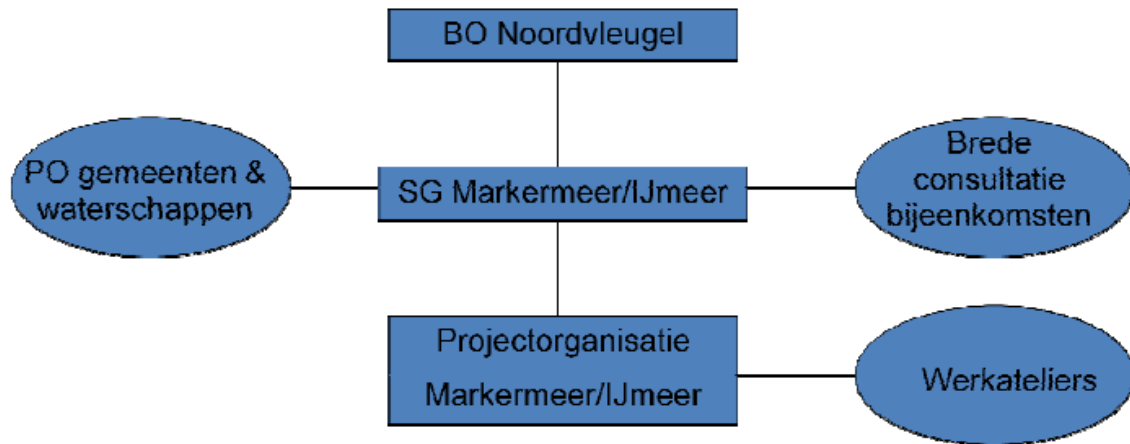 BO Noordvleugel
PO gemeenten &
waterschappen
SG Markermeer/IJmeer
Brede
consultatie
bijeenkomsten
Projectorganisatie
Markermeer/IJmeer
Werkateliers